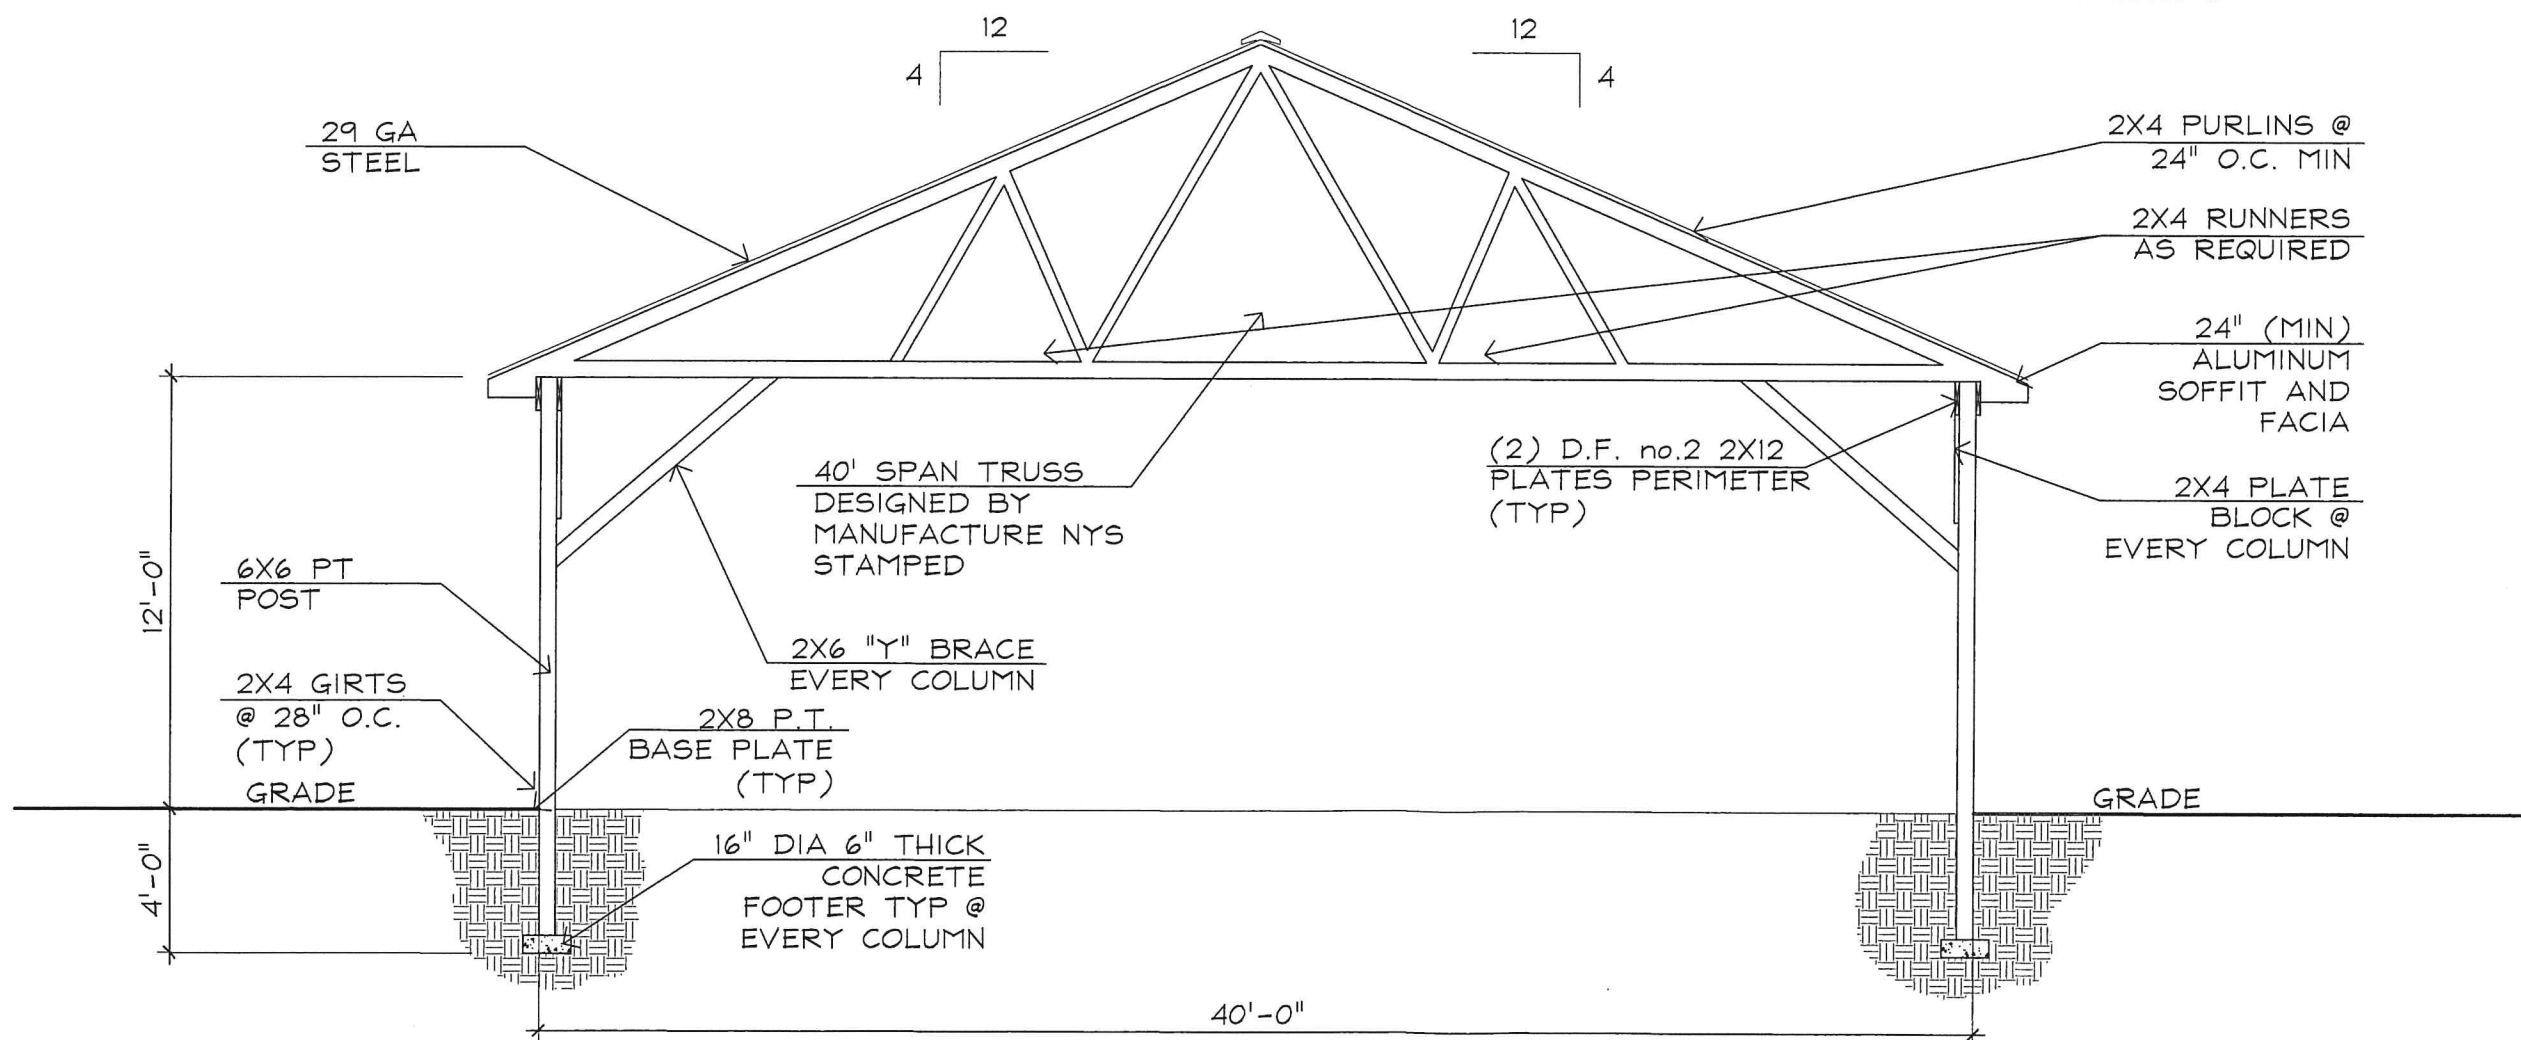 12
4
12
4
29 GA
STEEL
2X4 PURLINS @
24" O.C. MIN
2X4 RUNNERS
AS REQUIRED
24" (MIN)
ALUMINUM
SOFFIT AND
FACIA
40' SPAN TRUSS
DESIGNED BY
MANUFACTURE NYS
STAMPED
(2) D.F. no.2 2X12
PLATES PERIMETER
(TYP)
2X4 PLATE
BLOCK @
EVERY COLUMN
12'-0"
6X6 PT
POST
2X6 "Y" BRACE
EVERY COLUMN
2X4 GIRTS
@ 28" O.C.
(TYP)
2X8 P.T.
BASE PLATE
(TYP)
GRADE
GRADE
4'-0"
16" DIA 6" THICK
CONCRETE
FOOTER TYP @
EVERY COLUMN
40'-0"